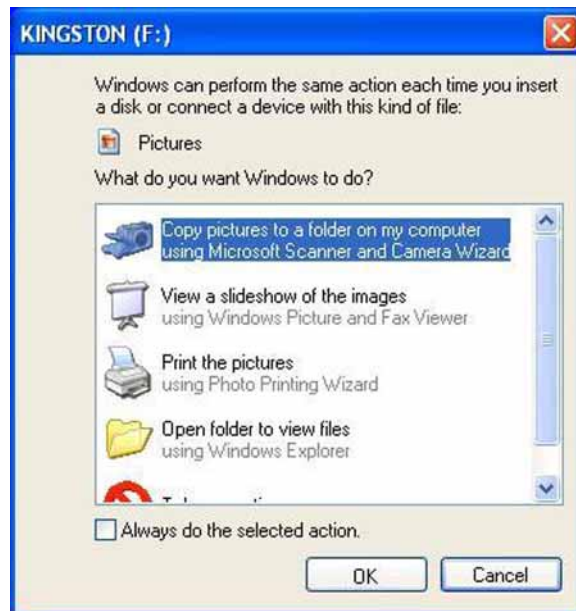 KINGSTON (F:)
Windows can perform the same action each time you insert
a disk or connect a device with this kind of file:
Pictures
What do you want Windows to do?
Copy pictures to a folder on my computer
using Microsoft Scanner and Camera Wizard
View a slideshow of the images
using Windows Picture and Fax Viewer
Print the pictures
using Photo Printing Wizard
Open folder to view files
using Windows Explorer
Always do the selected action.
OK
Cancel